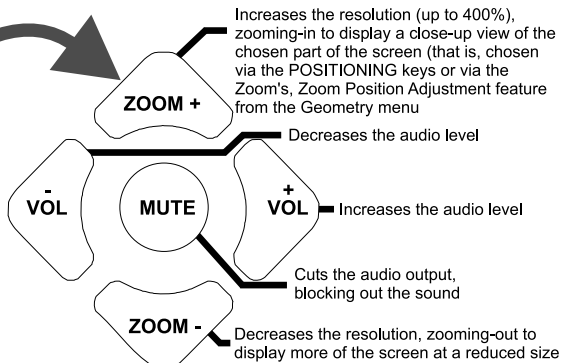 Increases the resolution (up to 400%),
zooming-in to display a close-up view of the
chosen part of the screen (that is, chosen
via the POSITIONING keys or via the
Zoom's, Zoom Position Adjustment feature
from the Geometry menu
ZOOM +
Decreases the audio level
-
VOL
MUTE
+
VOL
Increases the audio level
Cuts the audio output,
blocking out the sound
ZOOM -
Decreases the resolution, zooming-out to
display more of the screen at a reduced size